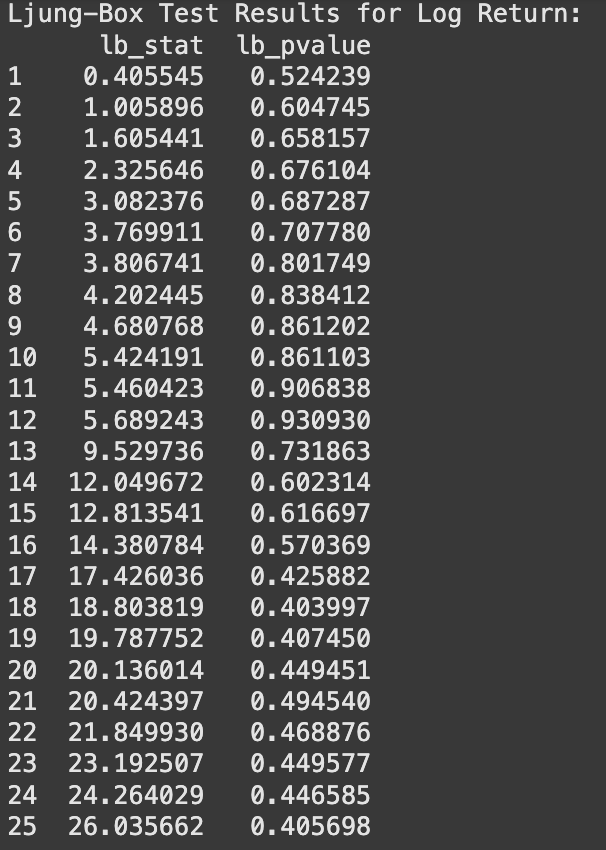 Ljung-Box Test Results for Log Return:
lb_stat lb_pvalue
1 0.405545 0.524239
2 1.005896 0.604745
3 1.605441 0.658157
4 2.325646 0.676104
5 3.082376 0.687287
6 3.769911 0.707780
7 3.806741 0.801749
8 4.202445 0.838412
9 4.680768 0.861202
10 5.424191 0.861103
11 5.460423 0.906838
12 5.689243 0.930930
13 9.529736 0.731863
14 12.049672 0.602314
15 12.813541 0.616697
16 14.380784 0.570369
17 17.426036 0.425882
18 18.803819 0.403997
19 19.787752 0.407450
20 20.136014 0.449451
21 20.424397 0.494540
22 21.849930 0.468876
23 23.192507 0.449577
24 24.264029 0.446585
25 26.035662 0.405698